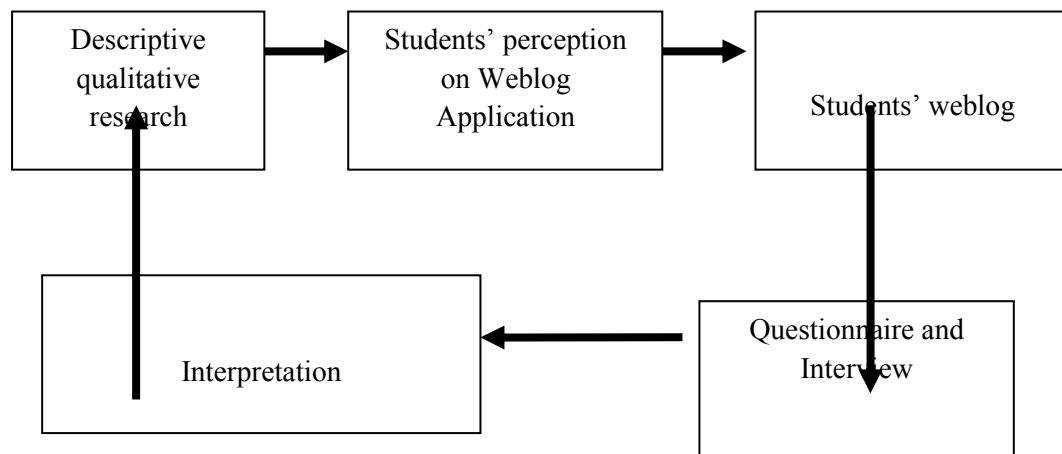 Descriptive
qualitative
research
Students’ perception
on Weblog
Application
Students’ weblog
Questionnaire and
Interview
Interpretation